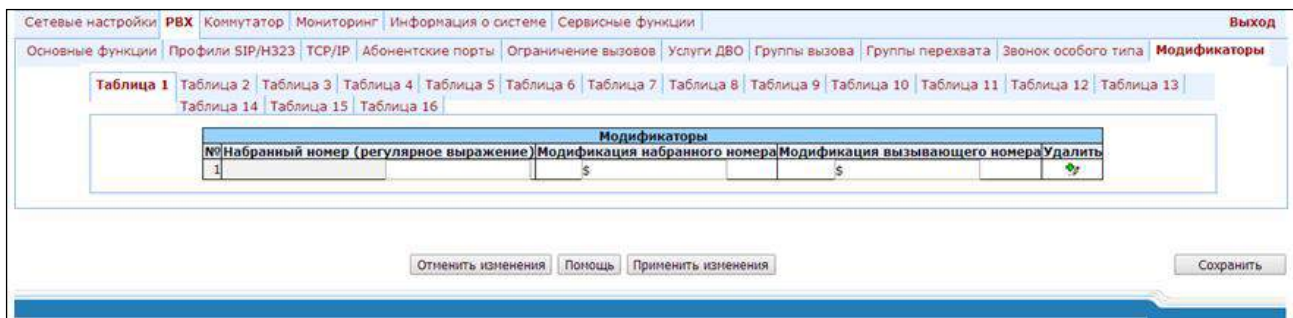 Сетевые настройки PBX Коммутатор Мониторинг Информация о системе Сервисные функции Выход
Основные функции Профили SIP/H323 TCP/IP Абонентские порты Ограничение вызовов Услуги ДВО Группы вызова Группы перехвата Звонок особого типа Модификаторы
Таблица 1 Таблица 2 Таблица 3 Таблица 4 Таблица 5 Таблица 6 Таблица 7 Таблица 8 Таблица 9 Таблица 10 Таблица 11 Таблица 12 Таблица 13
Таблица 14 Таблица 15 Таблица 16
Модификаторы
№ Набранный номер (регулярное выражение) Модификация набранного номера Модификация вызывающего номера Удалить
1 $ $
Отменить изменения Помощь Применить изменения Сохранить